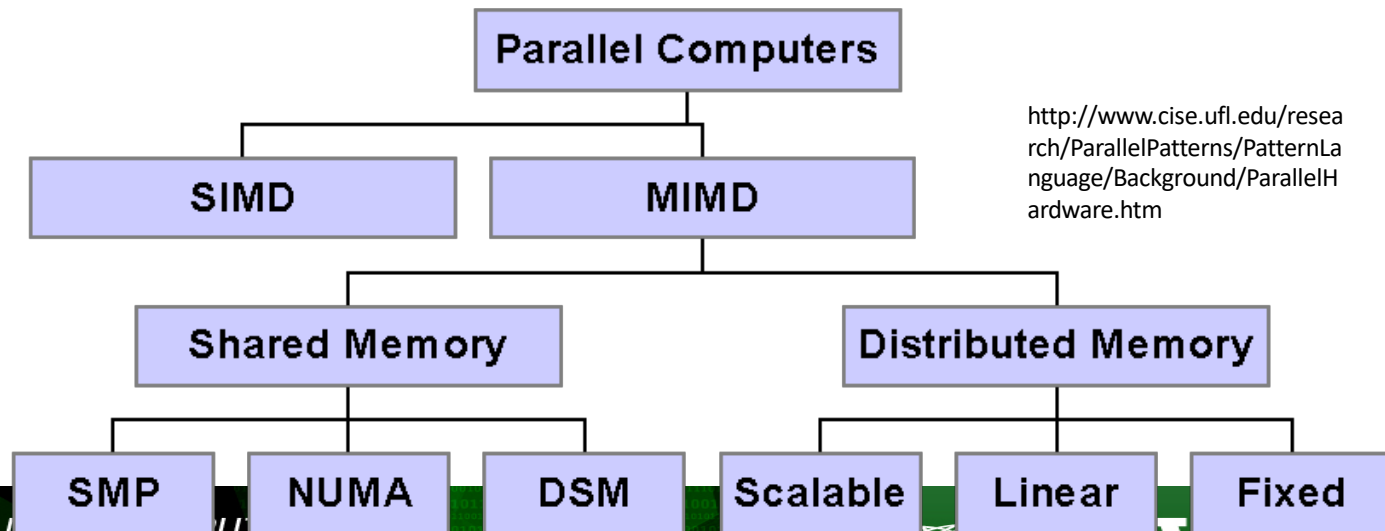 Parallel Computers
http://www.cise.ufl.edu/resea
rch/ParallelPatterns/PatternLa
nguage/Background/ParallelH
ardware.htm
SIMD MIMD
Shared Memory Distributed Memory
SMP NUMA DSM Scalable Linear Fixed